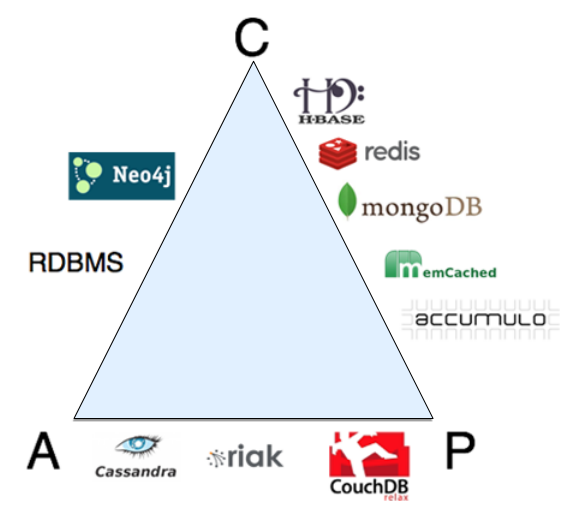 C
H-BASE
redis
Neo4j
mongoDB
RDBMS
memCached
accumulo
A
Cassandra
riak
CouchDB
relax
P